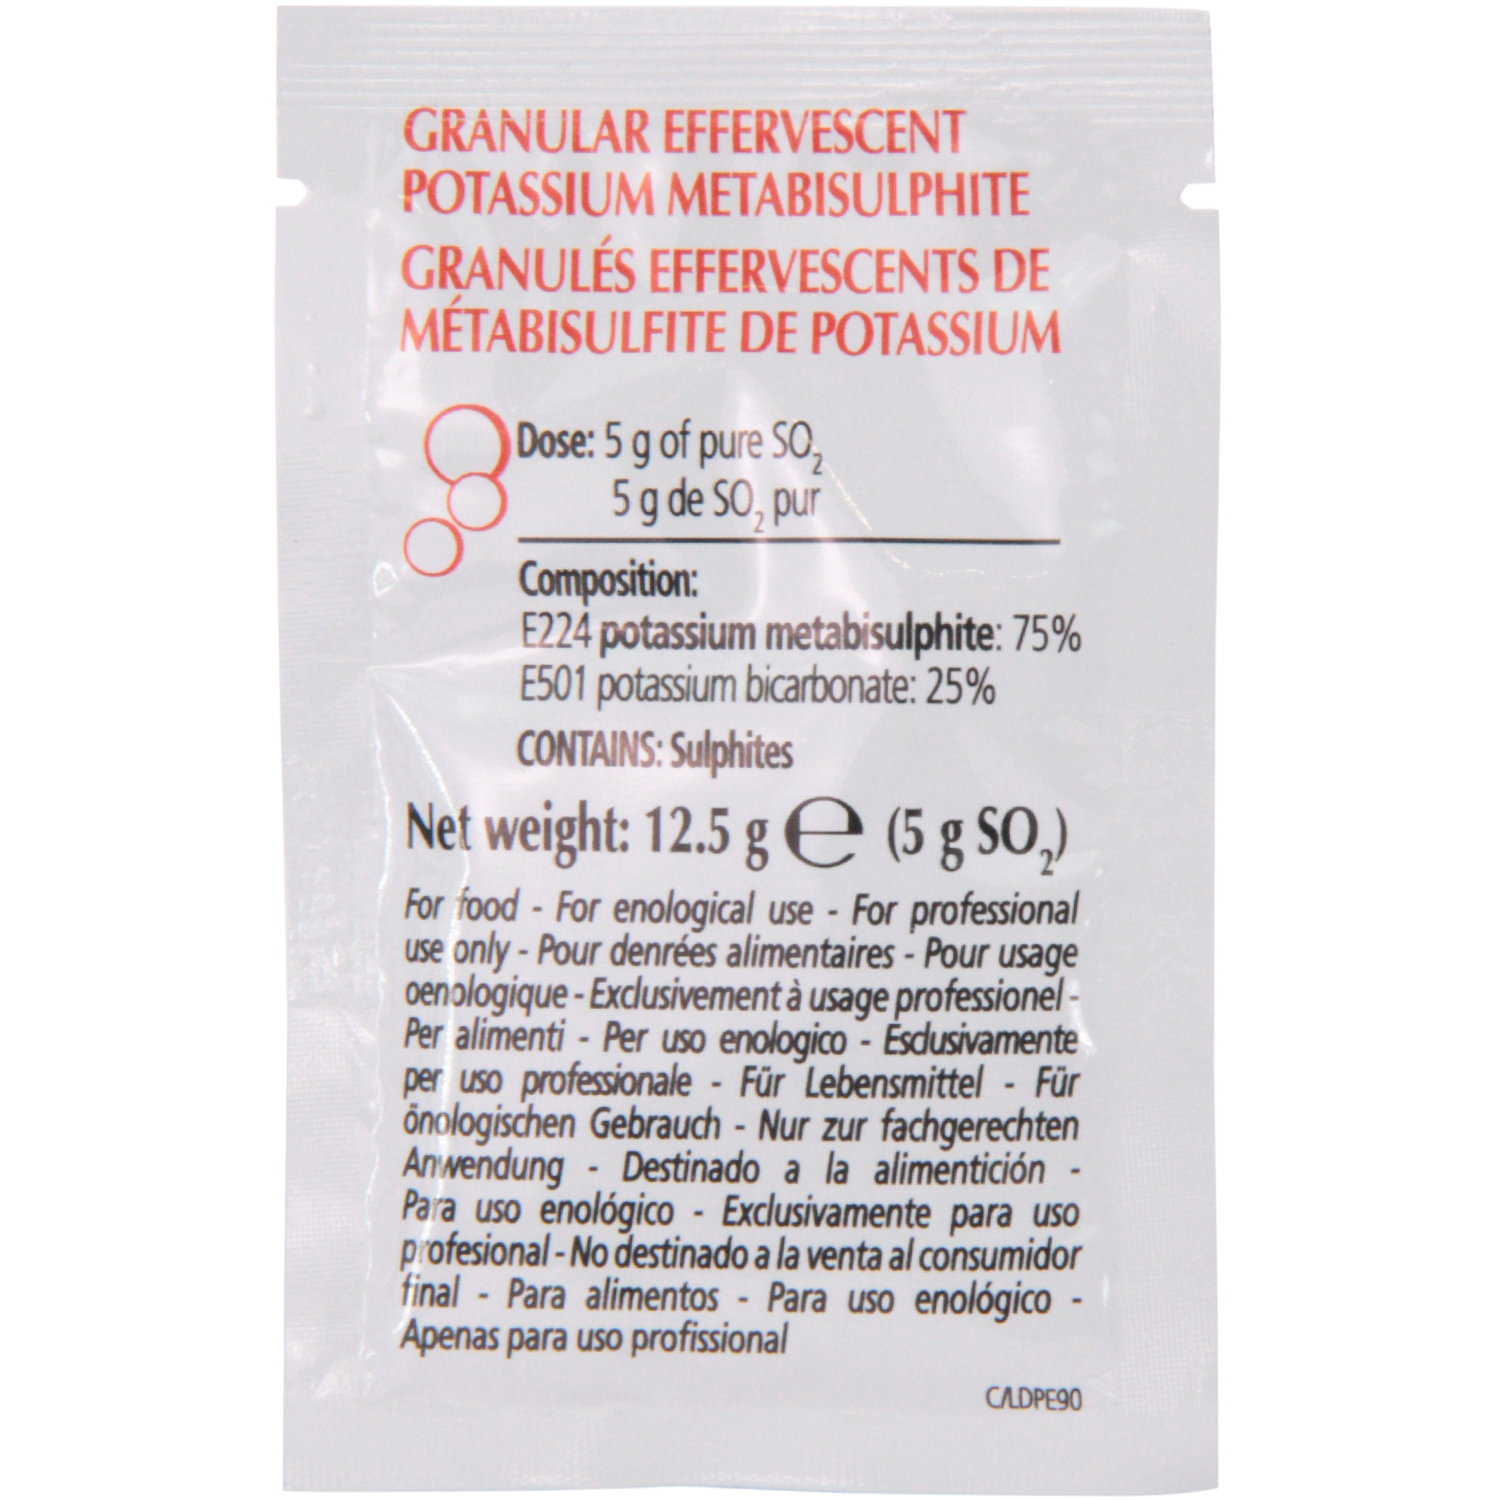 GRANULAR EFFERVESCENT
POTASSIUM METABISULPHITE
GRANULÉS EFFERVESCENTS DE
MÉTABISULFITE DE POTASSIUM
Dose: 5 g of pure SO₂
5 g de SO₂ pur
Composition:
E224 potassium metabisulphite: 75%
E501 potassium bicarbonate: 25%
CONTAINS: Sulphites
Net weight: 12.5 g ℮ (5 g SO₂)
For food - For enological use - For professional
use only - Pour denrées alimentaires - Pour usage
oenologique - Exclusivement à usage professionel -
Per alimenti - Per uso enologico - Esclusivamente
per uso professionale - Für Lebensmittel - Für
önologischen Gebrauch - Nur zur fachgerechten
Anwendung - Destinado a la alimentición -
Para uso enológico - Exclusivamente para uso
profesional - No destinado a la venta al consumidor
final - Para alimentos - Para uso enológico -
Apenas para uso profissional
C/LDPE90